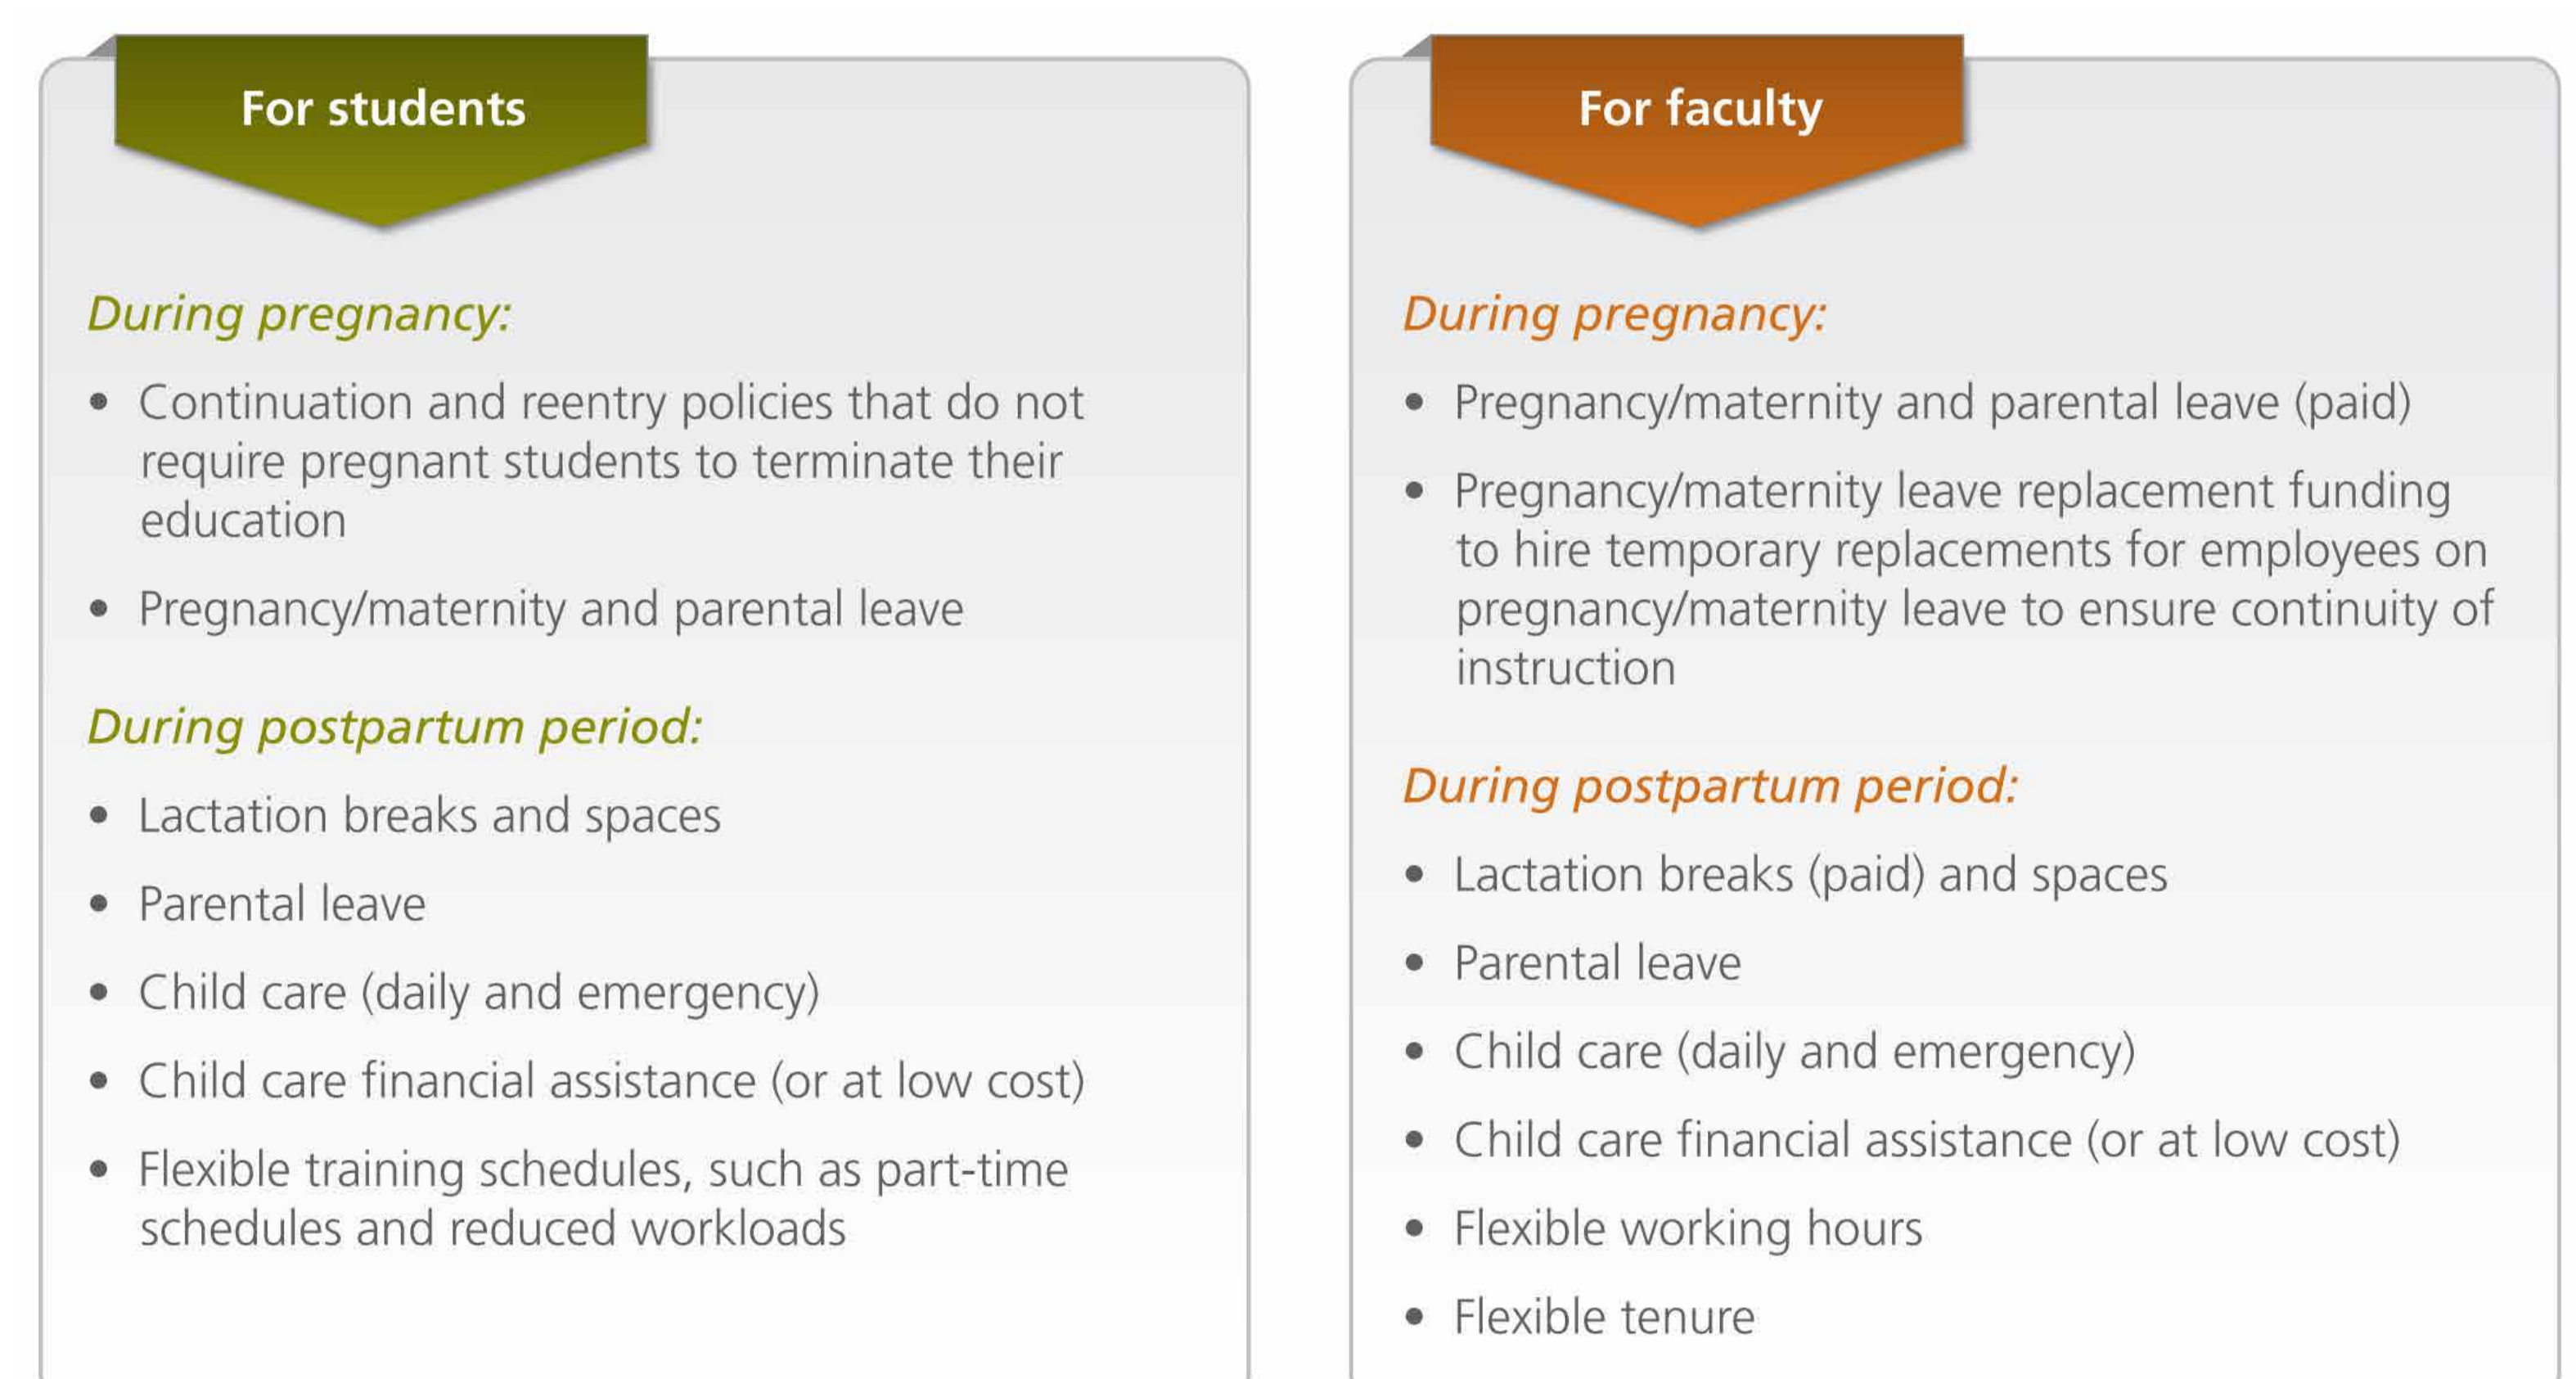 For students
During pregnancy:
• Continuation and reentry policies that do not
require pregnant students to terminate their
education
• Pregnancy/maternity and parental leave
During postpartum period:
• Lactation breaks and spaces
• Parental leave
• Child care (daily and emergency)
• Child care financial assistance (or at low cost)
• Flexible training schedules, such as part-time
schedules and reduced workloads
For faculty
During pregnancy:
• Pregnancy/maternity and parental leave (paid)
• Pregnancy/maternity leave replacement funding
to hire temporary replacements for employees on
pregnancy/maternity leave to ensure continuity of
instruction
During postpartum period:
• Lactation breaks (paid) and spaces
• Parental leave
• Child care (daily and emergency)
• Child care financial assistance (or at low cost)
• Flexible working hours
• Flexible tenure